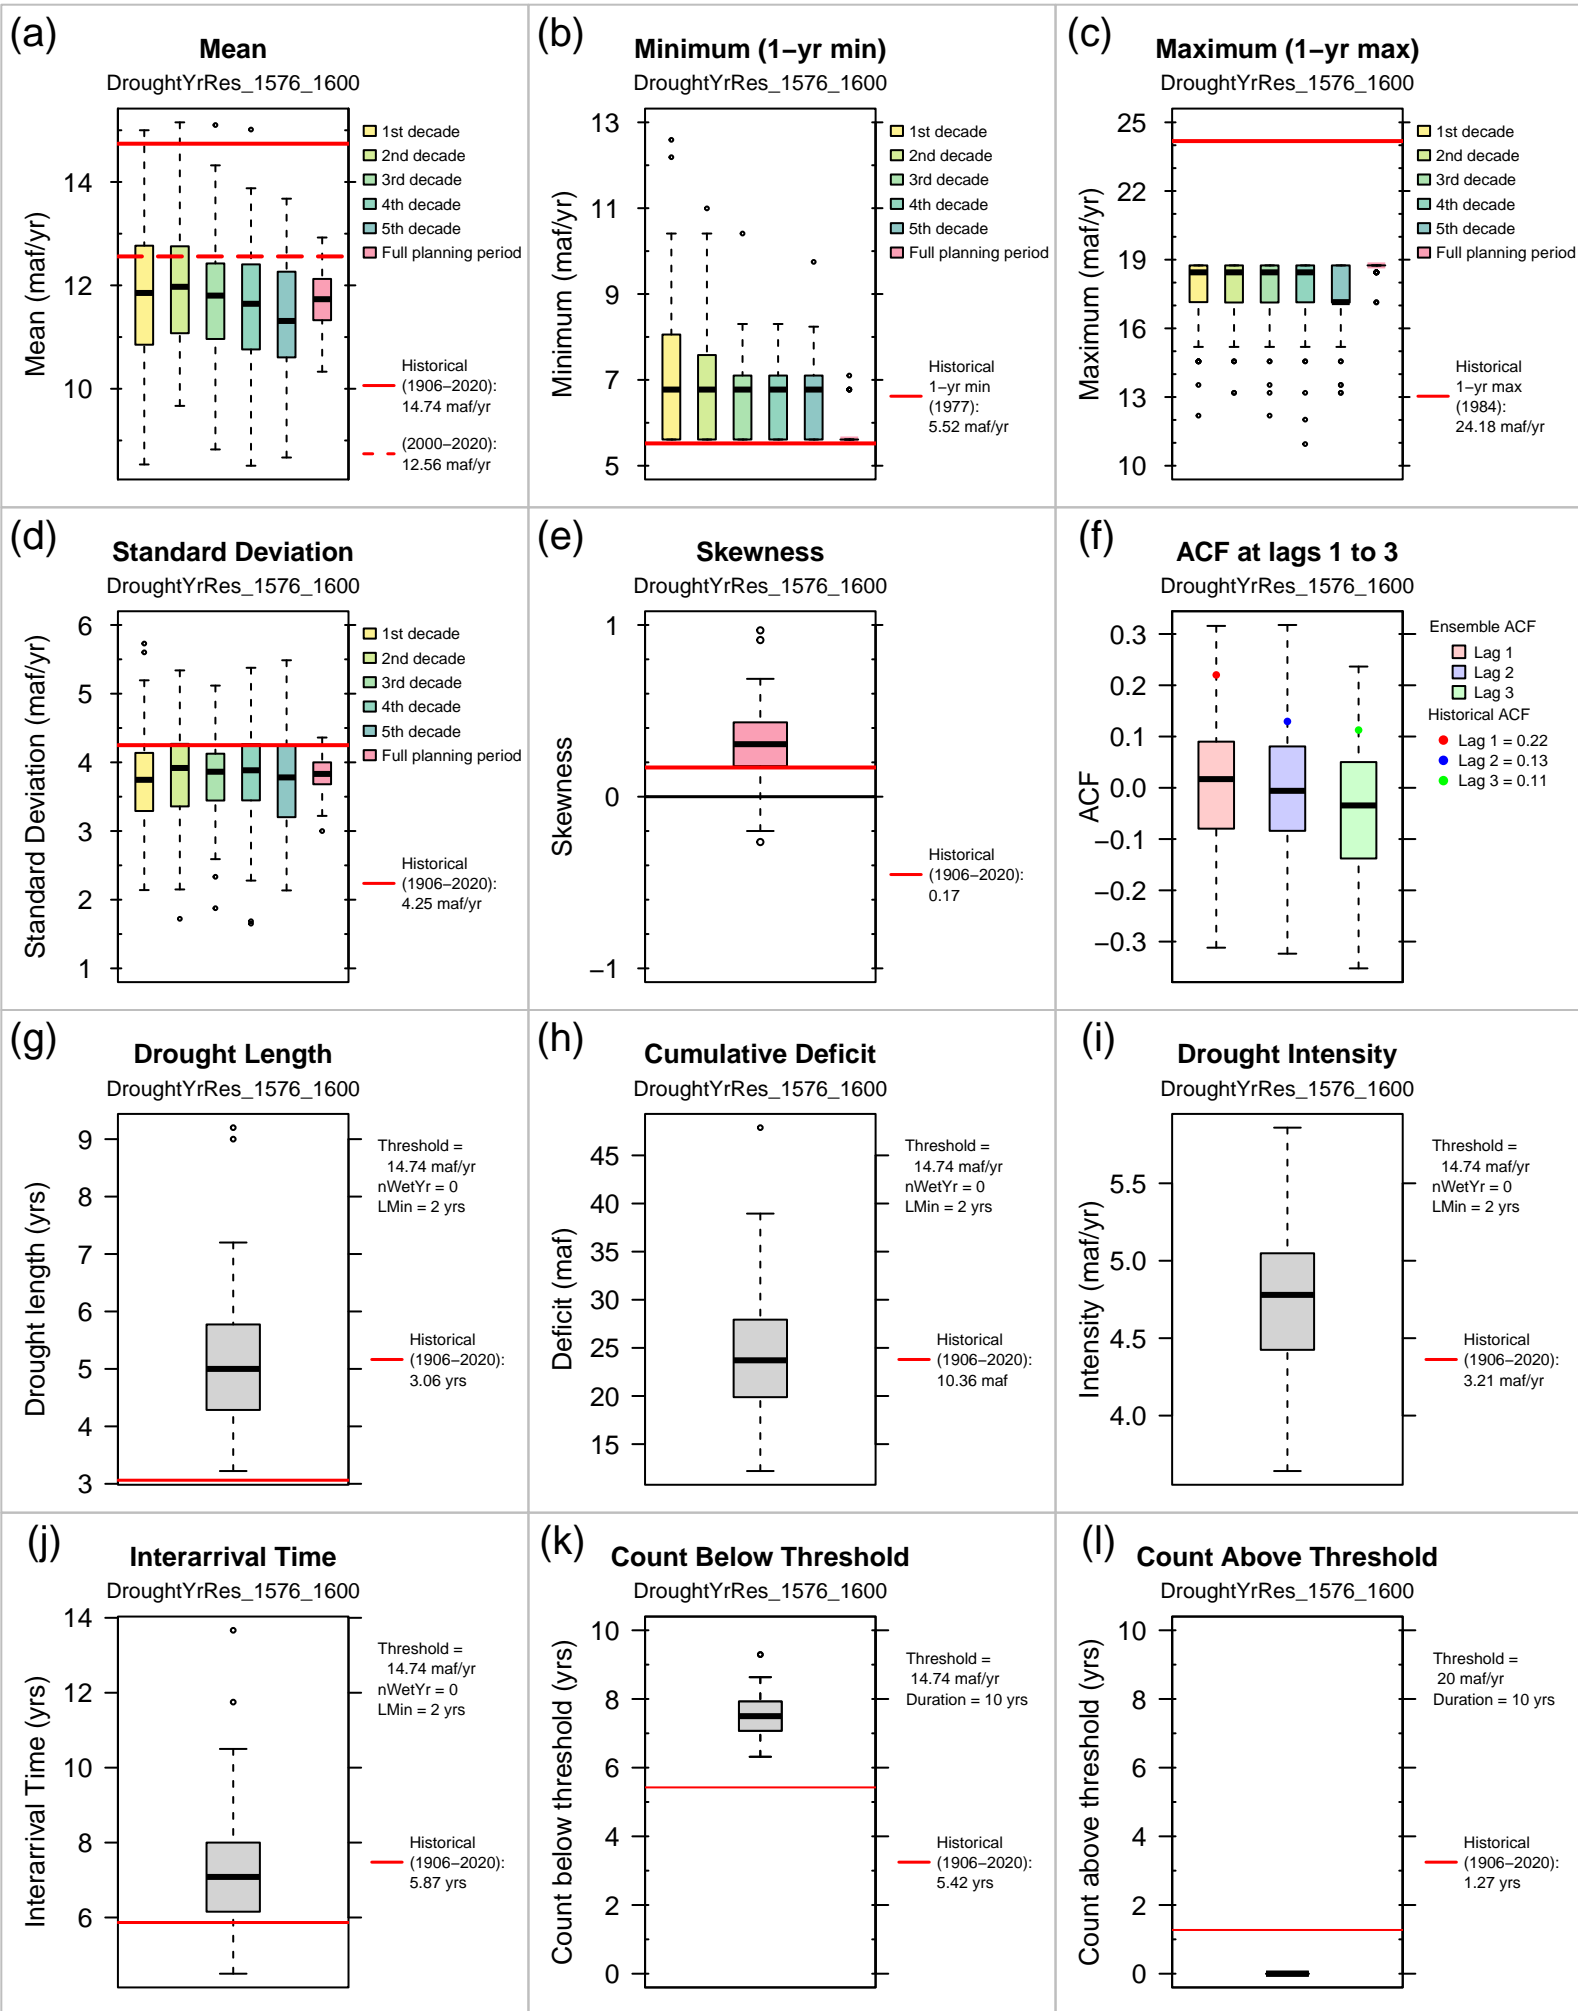 (a)
Mean
DroughtYrRes_1576_1600
Mean (maf/yr)
14
12
10
1st decade
2nd decade
3rd decade
4th decade
5th decade
Full planning period
Historical
(1906−2020):
14.74 maf/yr
(2000−2020):
12.56 maf/yr
(b)
Minimum (1−yr min)
DroughtYrRes_1576_1600
Minimum (maf/yr)
13
11
9
7
5
1st decade
2nd decade
3rd decade
4th decade
5th decade
Full planning period
Historical
1−yr min
(1977):
5.52 maf/yr
(c)
Maximum (1−yr max)
DroughtYrRes_1576_1600
Maximum (maf/yr)
25
22
19
16
13
10
1st decade
2nd decade
3rd decade
4th decade
5th decade
Full planning period
Historical
1−yr max
(1984):
24.18 maf/yr
(d)
Standard Deviation
DroughtYrRes_1576_1600
Standard Deviation (maf/yr)
6
5
4
3
2
1
1st decade
2nd decade
3rd decade
4th decade
5th decade
Full planning period
Historical
(1906−2020):
4.25 maf/yr
(e)
Skewness
DroughtYrRes_1576_1600
Skewness
1
0
−1
Historical
(1906−2020):
0.17
(f)
ACF at lags 1 to 3
DroughtYrRes_1576_1600
ACF
0.3
0.2
0.1
0.0
−0.1
−0.2
−0.3
Ensemble ACF
Lag 1
Lag 2
Lag 3
Historical ACF
Lag 1 = 0.22
Lag 2 = 0.13
Lag 3 = 0.11
(g)
Drought Length
DroughtYrRes_1576_1600
Drought length (yrs)
9
8
7
6
5
4
3
Threshold =
14.74 maf/yr
nWetYr = 0
LMin = 2 yrs
Historical
(1906−2020):
3.06 yrs
(h)
Cumulative Deficit
DroughtYrRes_1576_1600
Deficit (maf)
45
40
35
30
25
20
15
Threshold =
14.74 maf/yr
nWetYr = 0
LMin = 2 yrs
Historical
(1906−2020):
10.36 maf
(i)
Drought Intensity
DroughtYrRes_1576_1600
Intensity (maf/yr)
5.5
5.0
4.5
4.0
Threshold =
14.74 maf/yr
nWetYr = 0
LMin = 2 yrs
Historical
(1906−2020):
3.21 maf/yr
(j)
Interarrival Time
DroughtYrRes_1576_1600
Interarrival Time (yrs)
14
12
10
8
6
Threshold =
14.74 maf/yr
nWetYr = 0
LMin = 2 yrs
Historical
(1906−2020):
5.87 yrs
(k)
Count Below Threshold
DroughtYrRes_1576_1600
Count below threshold (yrs)
10
8
6
4
2
0
Threshold =
14.74 maf/yr
Duration = 10 yrs
Historical
(1906−2020):
5.42 yrs
(l)
Count Above Threshold
DroughtYrRes_1576_1600
Count above threshold (yrs)
10
8
6
4
2
0
Threshold =
20 maf/yr
Duration = 10 yrs
Historical
(1906−2020):
1.27 yrs